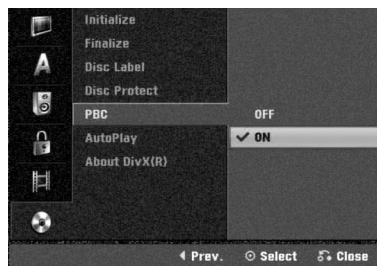 Initialize
Finalize
Disc Label
Disc Protect
PBC
OFF
ON
AutoPlay
About DivX(R)
Prev.
Select
Close